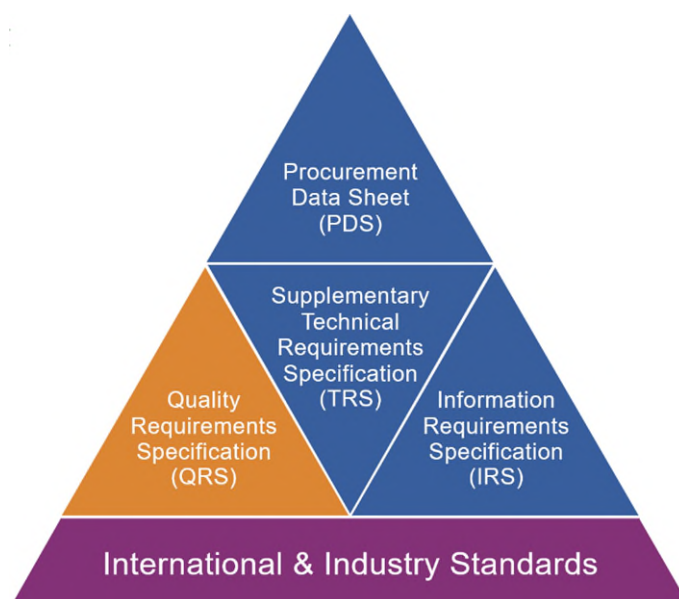 Procurement
Data Sheet
(PDS)
Supplementary
Technical
Requirements
Specification
(TRS)
Quality
Requirements
Specification
(QRS)
Information
Requirements
Specification
(IRS)
International & Industry Standards